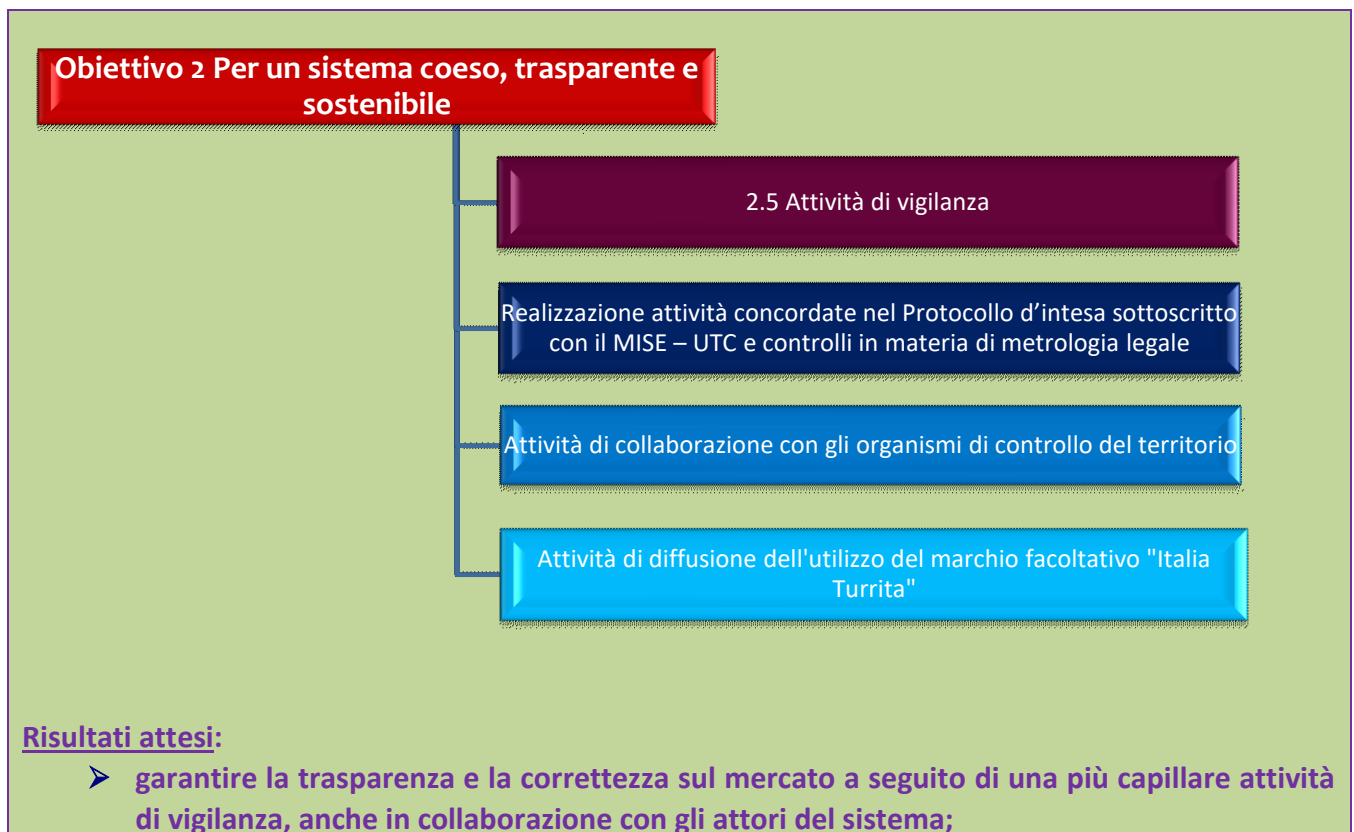 Obiettivo 2 Per un sistema coeso, trasparente e
sostenibile
2.5 Attività di vigilanza
Realizzazione attività concordate nel Protocollo d’intesa sottoscritto
con il MISE – UTC e controlli in materia di metrologia legale
Attività di collaborazione con gli organismi di controllo del territorio
Attività di diffusione dell'utilizzo del marchio facoltativo "Italia
Turrita"
Risultati attesi:
➢ garantire la trasparenza e la correttezza sul mercato a seguito di una più capillare attività
di vigilanza, anche in collaborazione con gli attori del sistema;